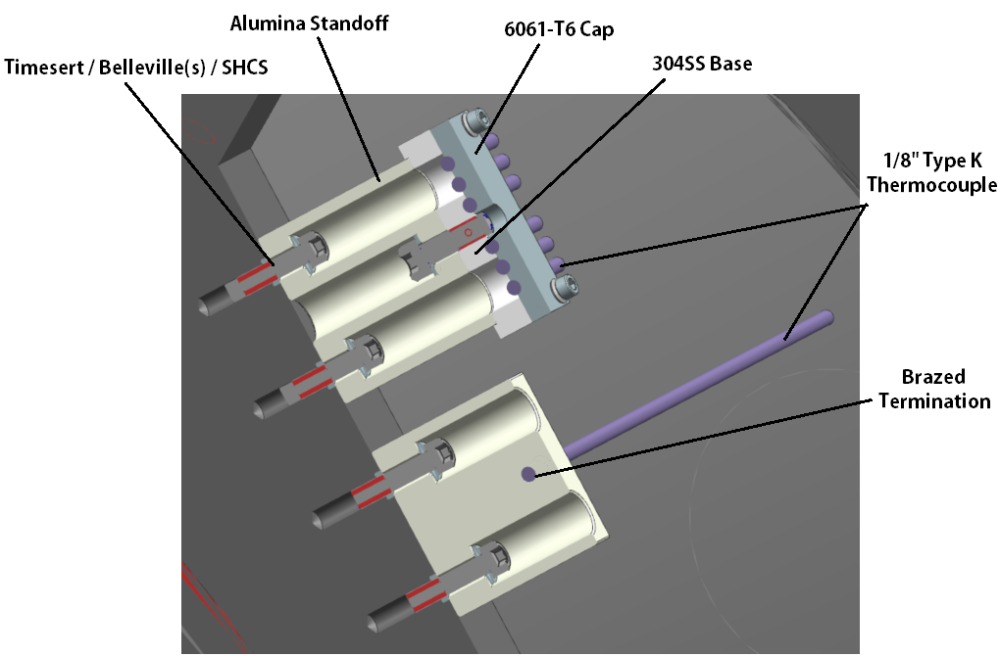 Alumina Standoff
6061-T6 Cap
Timesert / Belleville(s) / SHCS
304SS Base
1/8" Type K
Thermocouple
Brazed
Termination